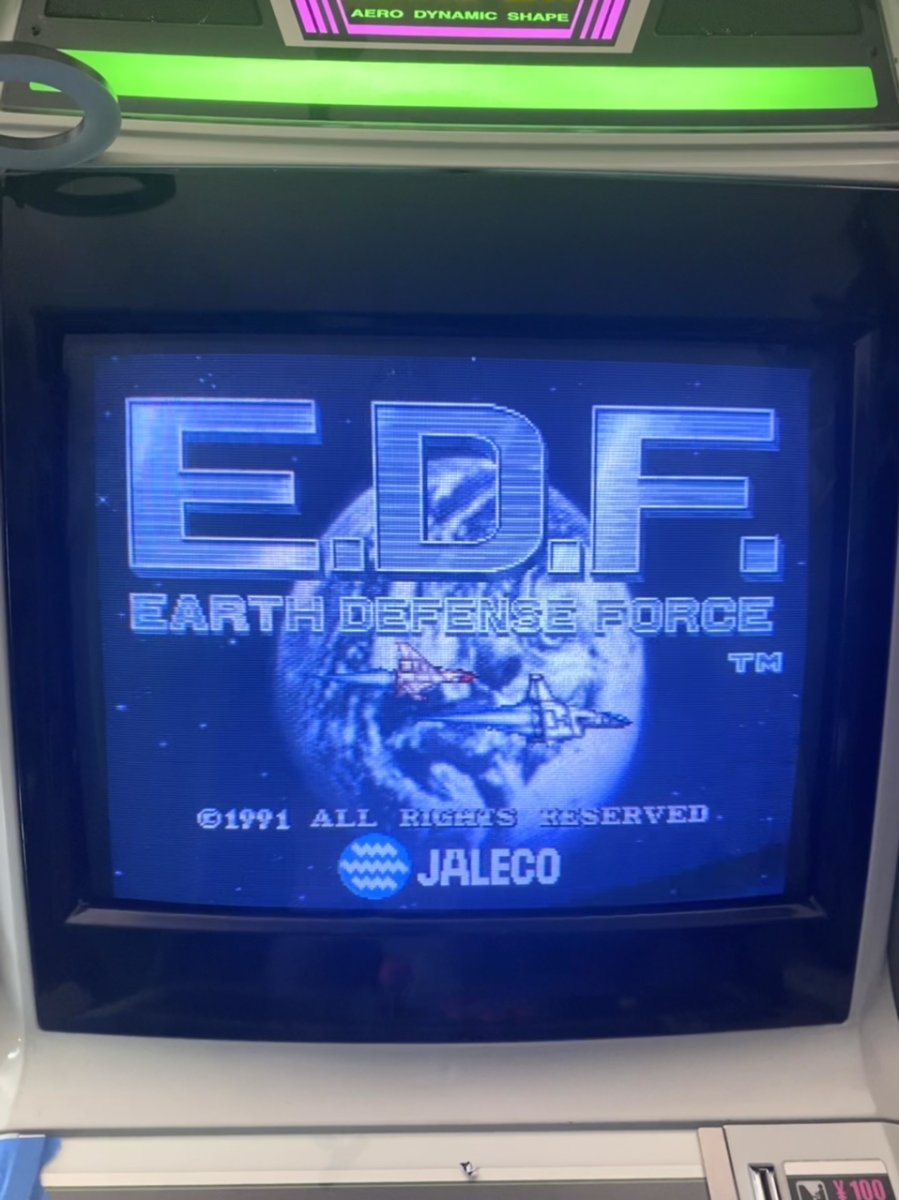 AERO DYNAMIC SHAPE
E.D.F.
EARTH DEFENSE FORCE
TM
©1991 ALL RIGHTS RESERVED
JALECO
¥100